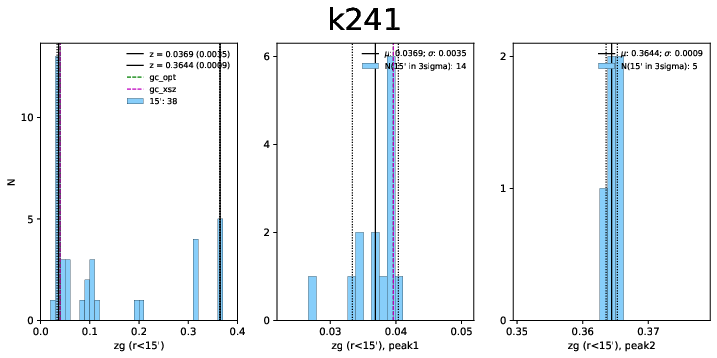 k241
z = 0.0369 (0.0035)
z = 0.3644 (0.0009)
gc_opt
gc_xsz
15': 38
N
10
5
0
0.0 0.1 0.2 0.3 0.4
zg (r<15')
μ: 0.0369; σ: 0.0035
N(15' in 3sigma): 14
6
4
2
0
0.03 0.04 0.05
zg (r<15'), peak1
μ: 0.3644; σ: 0.0009
N(15' in 3sigma): 5
2
1
0
0.35 0.36 0.37
zg (r<15'), peak2